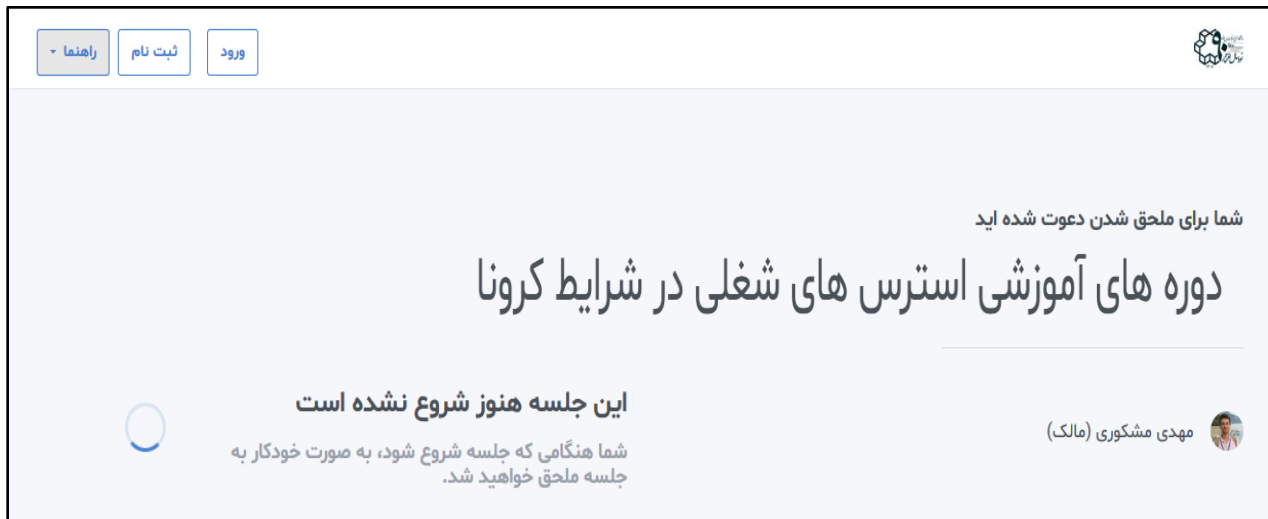 ورود
ثبت نام
راهنما
شما برای ملحق شدن دعوت شده اید
دوره های آموزشی استرس های شغلی در شرایط کرونا
مهدی مشکوری (مالک)
این جلسه هنوز شروع نشده است
شما هنگامی که جلسه شروع شود، به صورت خودکار به
جلسه ملحق خواهید شد.